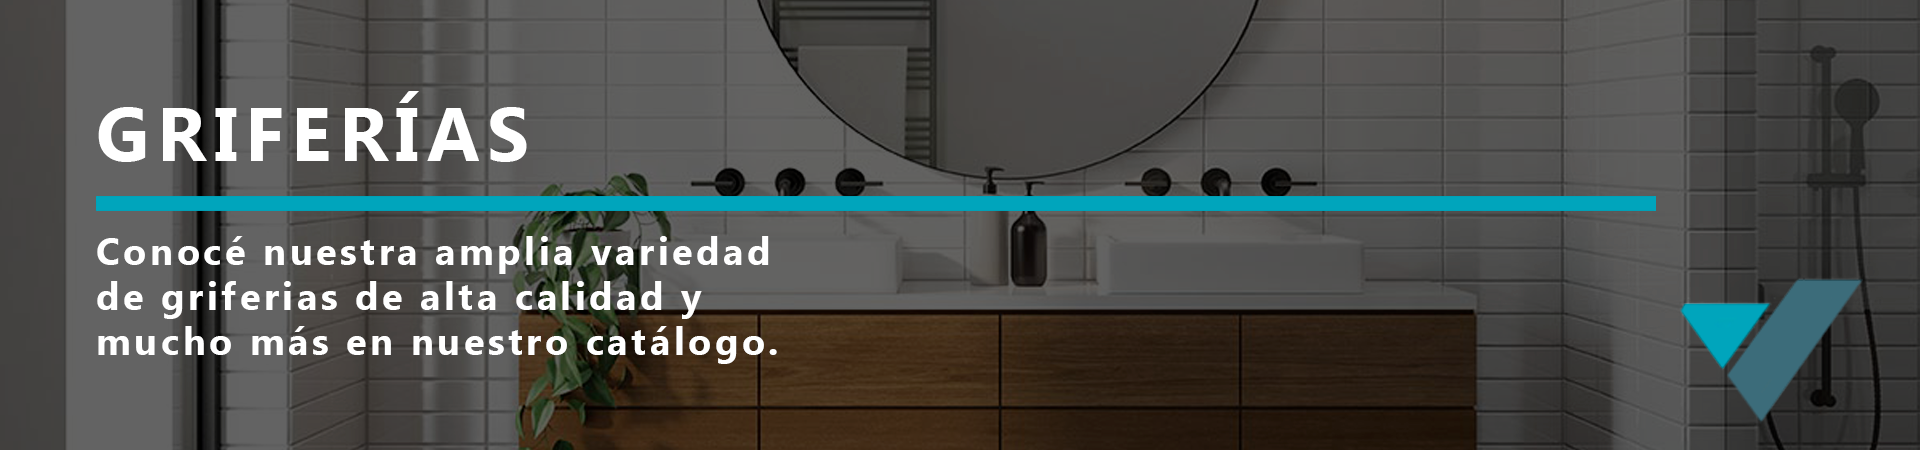 GRIFERÍAS
Conocé nuestra amplia variedad
de griferias de alta calidad y
mucho más en nuestro catálogo.